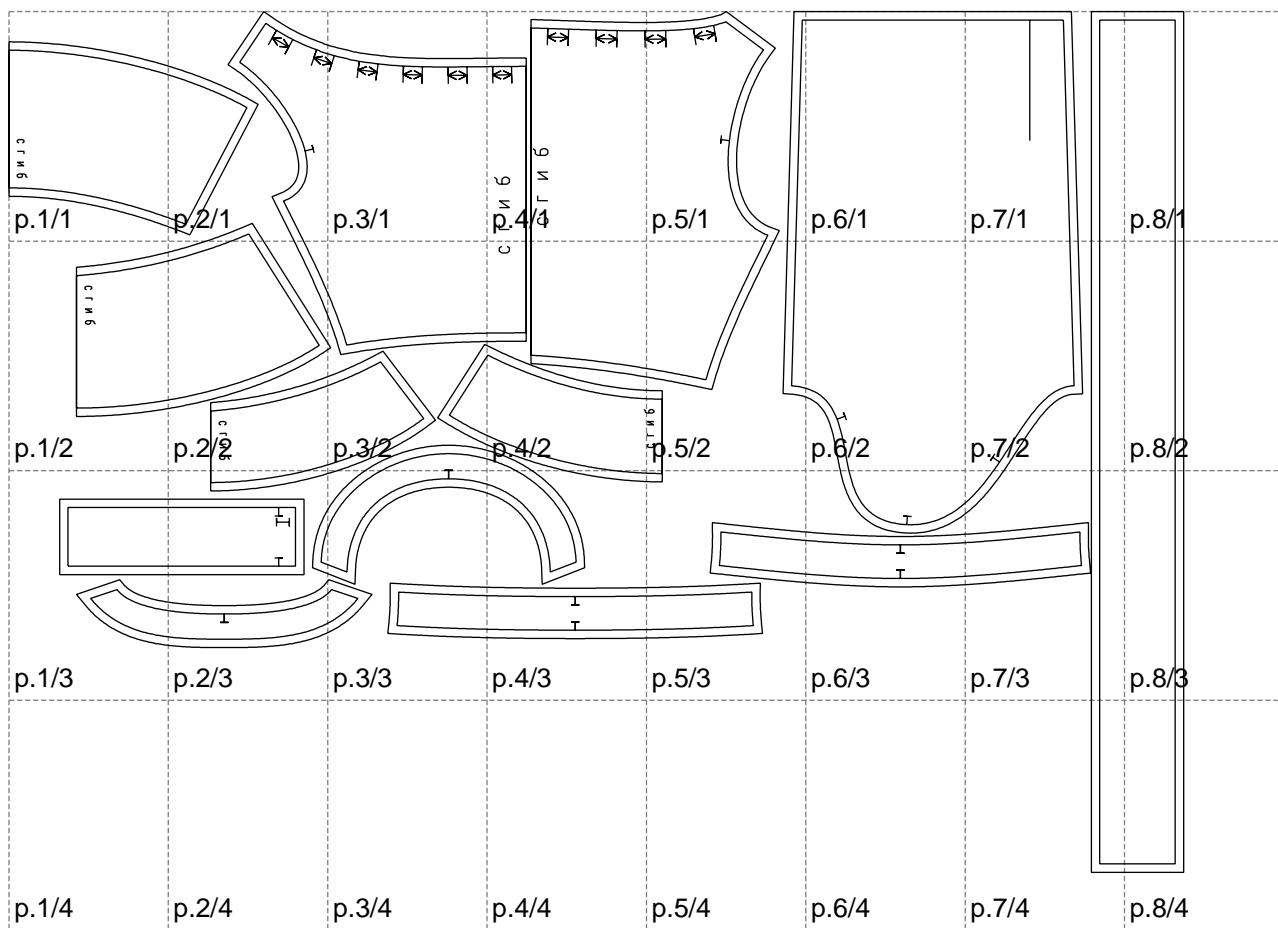 сгиб
сгиб
сгиб
p.1/1 p.2/1 p.3/1 p.4/1 p.5/1 p.6/1 p.7/1 p.8/1
сгиб
сгиб
сгиб
p.1/2 p.2/2 p.3/2 p.4/2 p.5/2 p.6/2 p.7/2 p.8/2
p.1/3 p.2/3 p.3/3 p.4/3 p.5/3 p.6/3 p.7/3 p.8/3
p.1/4 p.2/4 p.3/4 p.4/4 p.5/4 p.6/4 p.7/4 p.8/4